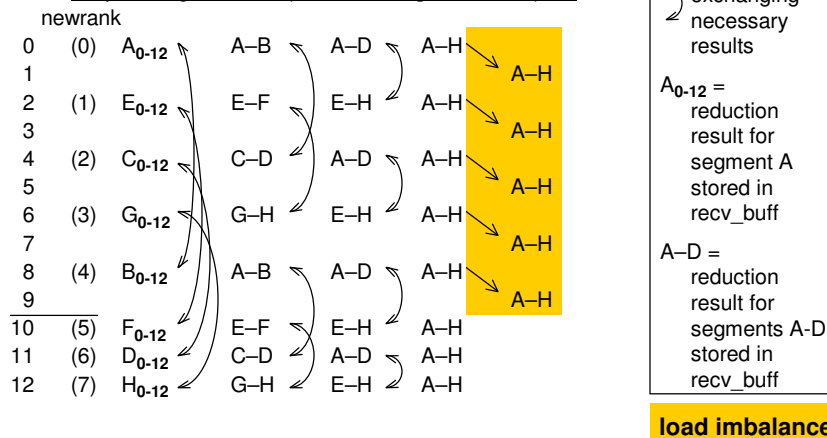 newrank
0 (0) A0-12 A–B A–D A–H
1 A–H
2 (1) E0-12 E–F E–H A–H
3 A–H
4 (2) C0-12 C–D A–D A–H
5 A–H
6 (3) G0-12 G–H E–H A–H
7 A–H
8 (4) B0-12 A–B A–D A–H
9 A–H
10 (5) F0-12 E–F E–H A–H
11 (6) D0-12 C–D A–D A–H
12 (7) H0-12 G–H E–H A–H
necessary
results
A0-12 =
reduction
result for
segment A
stored in
recv_buff
A–D =
reduction
result for
segments A-D
stored in
recv_buff
load imbalance